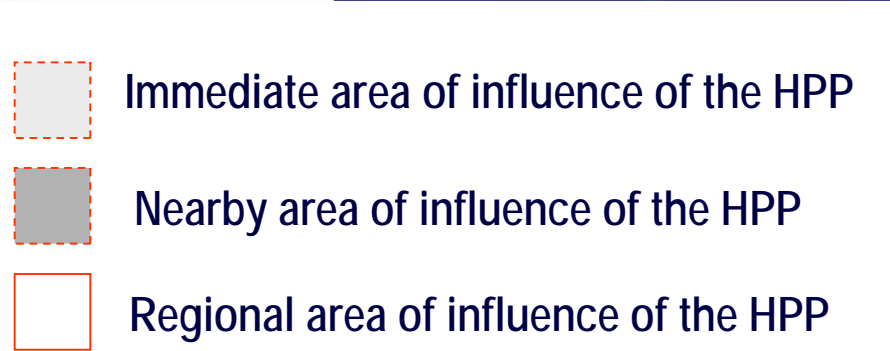 Immediate area of influence of the HPP
Nearby area of influence of the HPP
Regional area of influence of the HPP